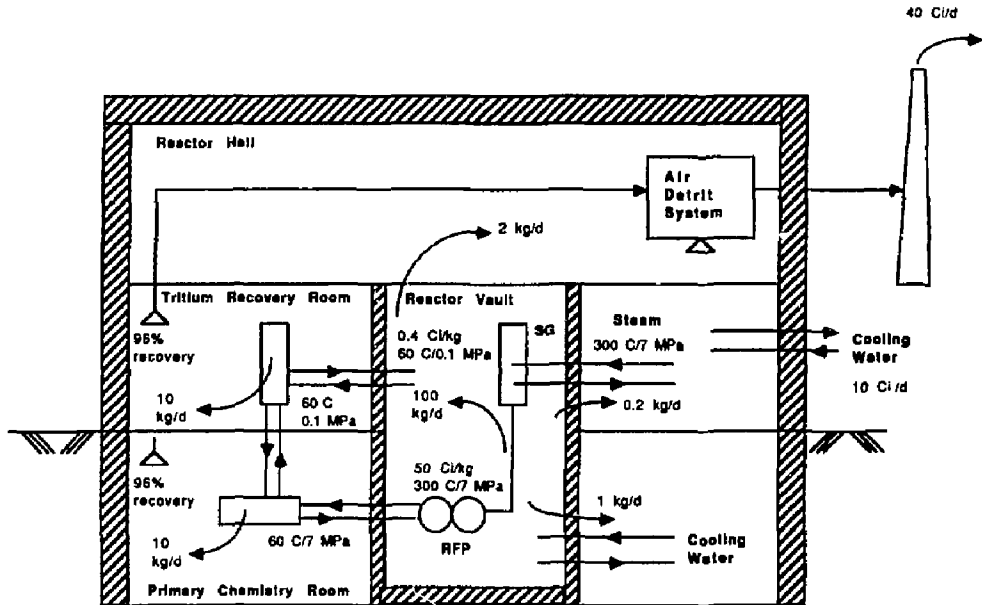 40 Ci/d
Reactor Hall
Air
Detrit
System
2 kg/d
Tritium Recovery Room
Reactor Vault
96%
recovery
0.4 Ci/kg
60 C/0.1 MPa
SG
Steam
300 C/7 MPa
Cooling
Water
10 Ci/d
10
kg/d
60 C
0.1 MPa
100
kg/d
0.2 kg/d
96%
recovery
50 Ci/kg
300 C/7 MPa
1 kg/d
10
kg/d
60 C/7 MPa
RFP
Cooling
Water
Primary Chemistry Room